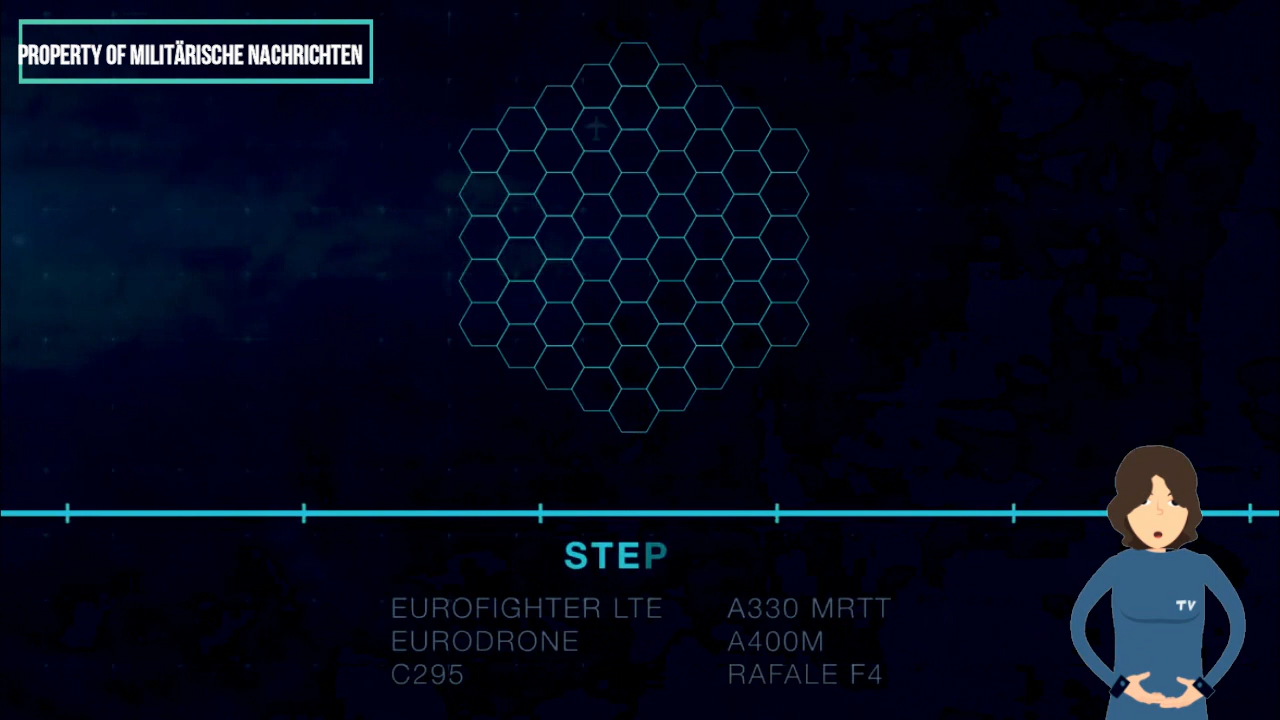 PROPERTY OF MILITÄRISCHE NACHRICHTEN
STEP
EUROFIGHTER LTE
EURODRONE
C295
A330 MRTT
A400M
RAFALE F4
TV